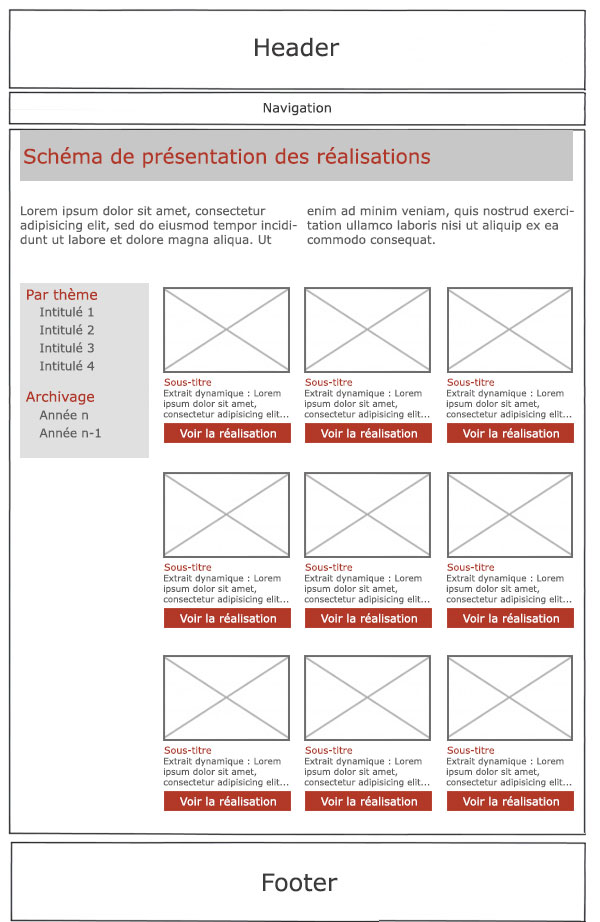 Header
Navigation
Schéma de présentation des réalisations
Lorem ipsum dolor sit amet, consectetur
adipisicing elit, sed do eiusmod tempor incidi-
dunt ut labore et dolore magna aliqua. Ut
enim ad minim veniam, quis nostrud exerci-
tation ullamco laboris nisi ut aliquip ex ea
commodo consequat.
Par thème
Intitulé 1
Intitulé 2
Intitulé 3
Intitulé 4
Archivage
Année n
Année n-1
Sous-titre
Extrait dynamique : Lorem
ipsum dolor sit amet,
consectetur adipisicing elit...
Voir la réalisation
Sous-titre
Extrait dynamique : Lorem
ipsum dolor sit amet,
consectetur adipisicing elit...
Voir la réalisation
Sous-titre
Extrait dynamique : Lorem
ipsum dolor sit amet,
consectetur adipisicing elit...
Voir la réalisation
Sous-titre
Extrait dynamique : Lorem
ipsum dolor sit amet,
consectetur adipisicing elit...
Voir la réalisation
Sous-titre
Extrait dynamique : Lorem
ipsum dolor sit amet,
consectetur adipisicing elit...
Voir la réalisation
Sous-titre
Extrait dynamique : Lorem
ipsum dolor sit amet,
consectetur adipisicing elit...
Voir la réalisation
Sous-titre
Extrait dynamique : Lorem
ipsum dolor sit amet,
consectetur adipisicing elit...
Voir la réalisation
Sous-titre
Extrait dynamique : Lorem
ipsum dolor sit amet,
consectetur adipisicing elit...
Voir la réalisation
Sous-titre
Extrait dynamique : Lorem
ipsum dolor sit amet,
consectetur adipisicing elit...
Voir la réalisation
Footer